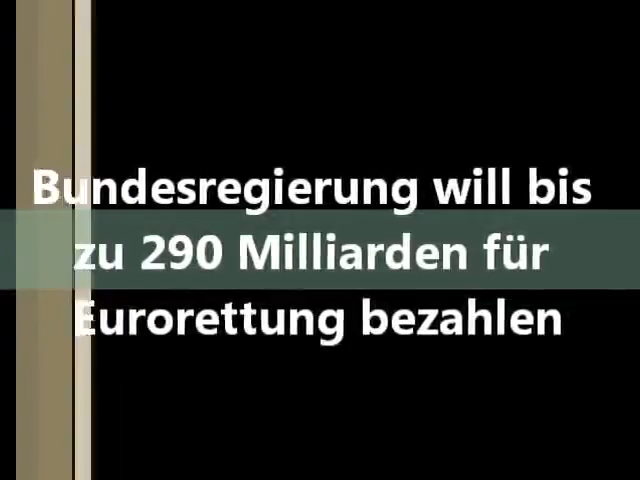 Bundesregierung will bis
zu 290 Milliarden für
Eurorettung bezahlen